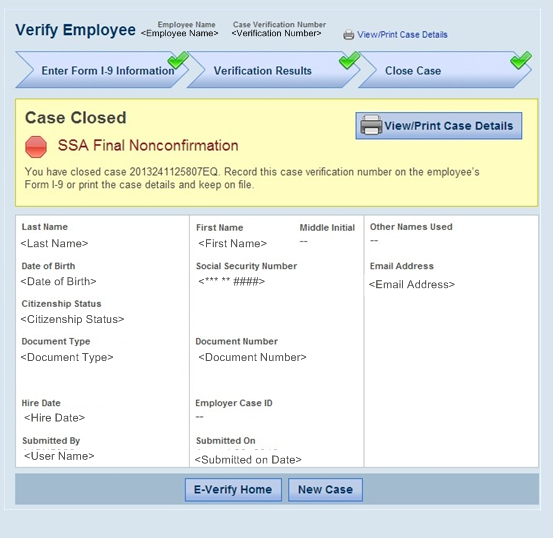 Verify Employee
Employee Name
<Employee Name>
Case Verification Number
<Verification Number>
View/Print Case Details
Enter Form I-9 Information
Verification Results
Close Case
Case Closed
View/Print Case Details
SSA Final Nonconfirmation
You have closed case 2013241125807EQ. Record this case verification number on the employee's
Form I-9 or print the case details and keep on file.
Last Name
<Last Name>
First Name
<First Name>
Middle Initial
--
Other Names Used
--
Date of Birth
<Date of Birth>
Social Security Number
<*** ** ####>
Email Address
<Email Address>
Citizenship Status
<Citizenship Status>
Document Type
<Document Type>
Document Number
<Document Number>
Hire Date
<Hire Date>
Employer Case ID
--
Submitted By
<User Name>
Submitted On
<Submitted on Date>
E-Verify Home
New Case